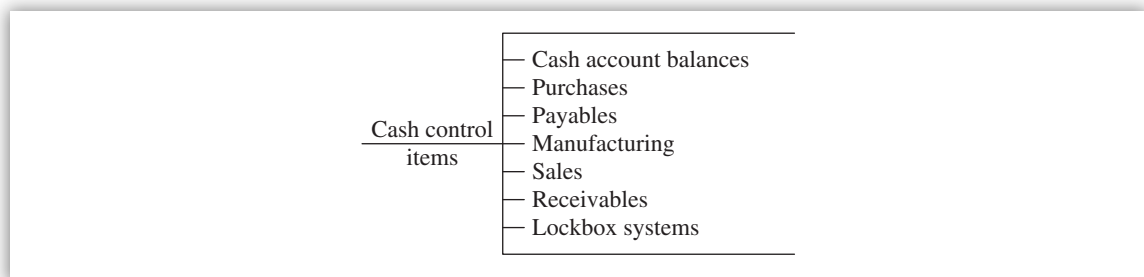 Cash control
items
Cash account balances
Purchases
Payables
Manufacturing
Sales
Receivables
Lockbox systems